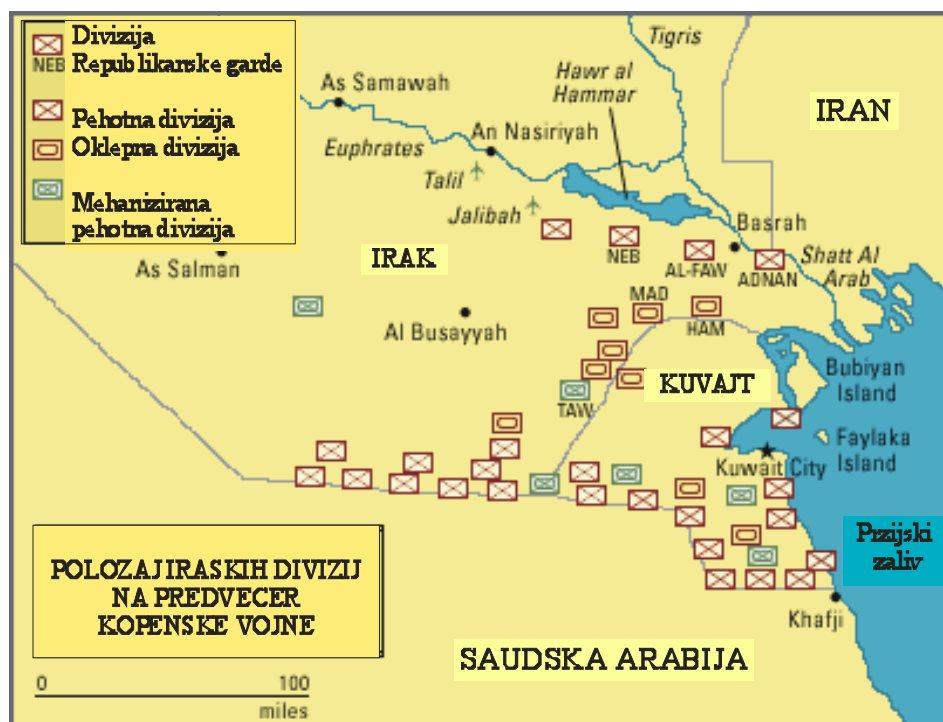 Divizija
NEB Republikanske garde
Pehotna divizija
Oklepna divizija
Mehanizirana
pehotna divizija
As Samawah
Euphrates
An Nasiriyah
Talil
Jalibah
Tigris
Hawr al
Hammar
IRAN
Basrah
Shatt Al
Arab
As Salman
IRAK
NEB
AL-FAW
ADNAN
MAD
HAM
Al Busayyah
TAW
KUVAJT
Bubiyan
Island
Faylaka
Island
Kuwait City
Przijski
zaliv
POLOZAJ IRASKIH DIVIZIJ
NA PREDVECER
KOPENSKE VOJNE
Khafji
SAUDSKA ARABIJA
0 100
miles